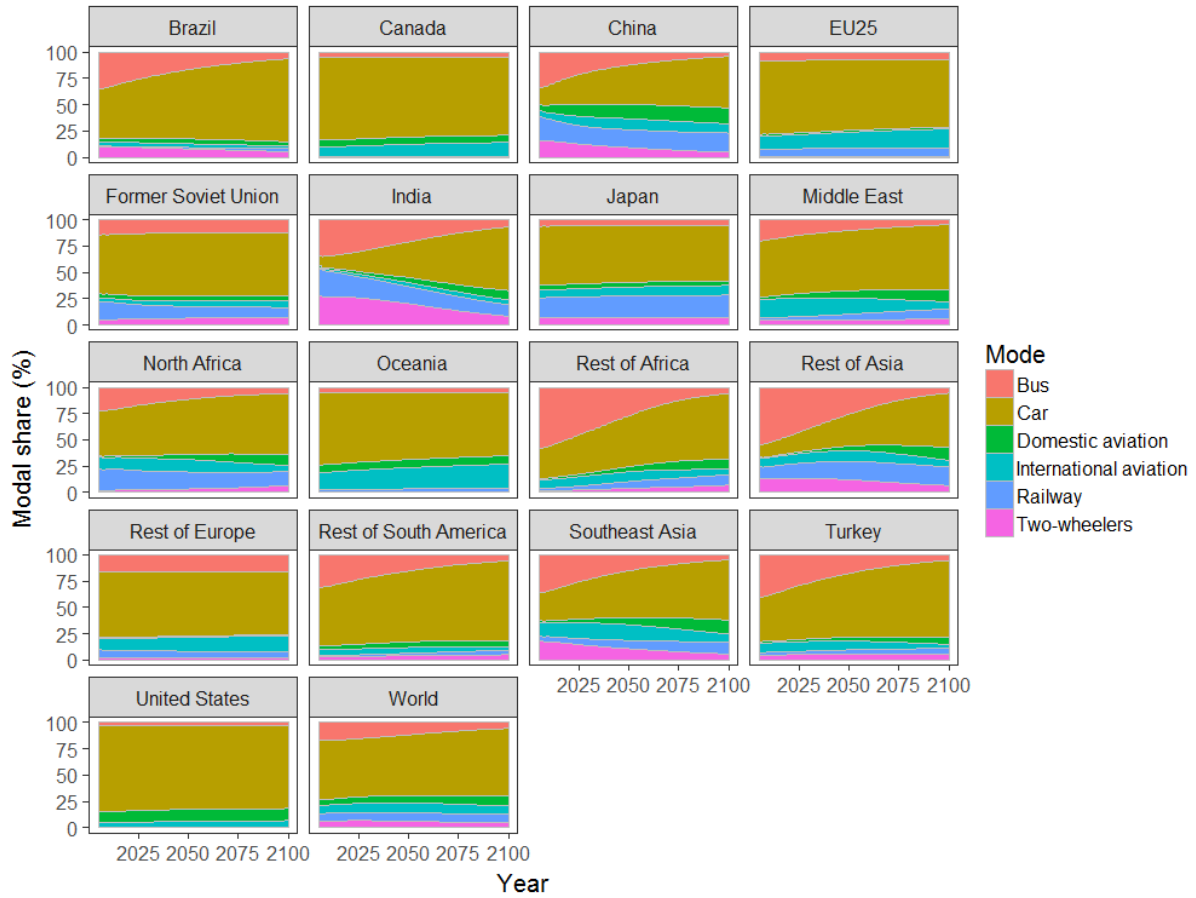 Brazil
Canada
China
EU25
100
75
50
25
0
Former Soviet Union
India
Japan
Middle East
100
75
50
25
0
North Africa
Oceania
Rest of Africa
Rest of Asia
100
75
50
25
0
Rest of Europe
Rest of South America
Southeast Asia
Turkey
100
75
50
25
0
2025 2050 2075 2100
2025 2050 2075 2100
United States
World
100
75
50
25
0
2025 2050 2075 2100
2025 2050 2075 2100
Year
Modal share (%)
Mode
Bus
Car
Domestic aviation
International aviation
Railway
Two-wheelers